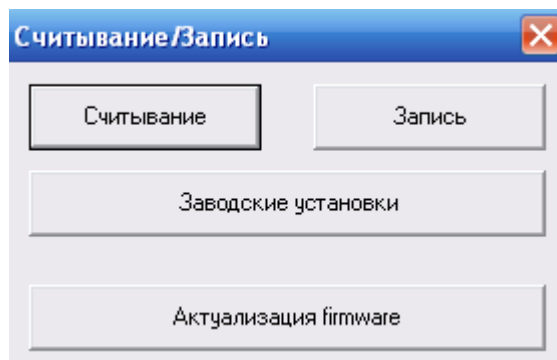 Считывание/Запись
Считывание Запись
Заводские установки
Актуализация firmware